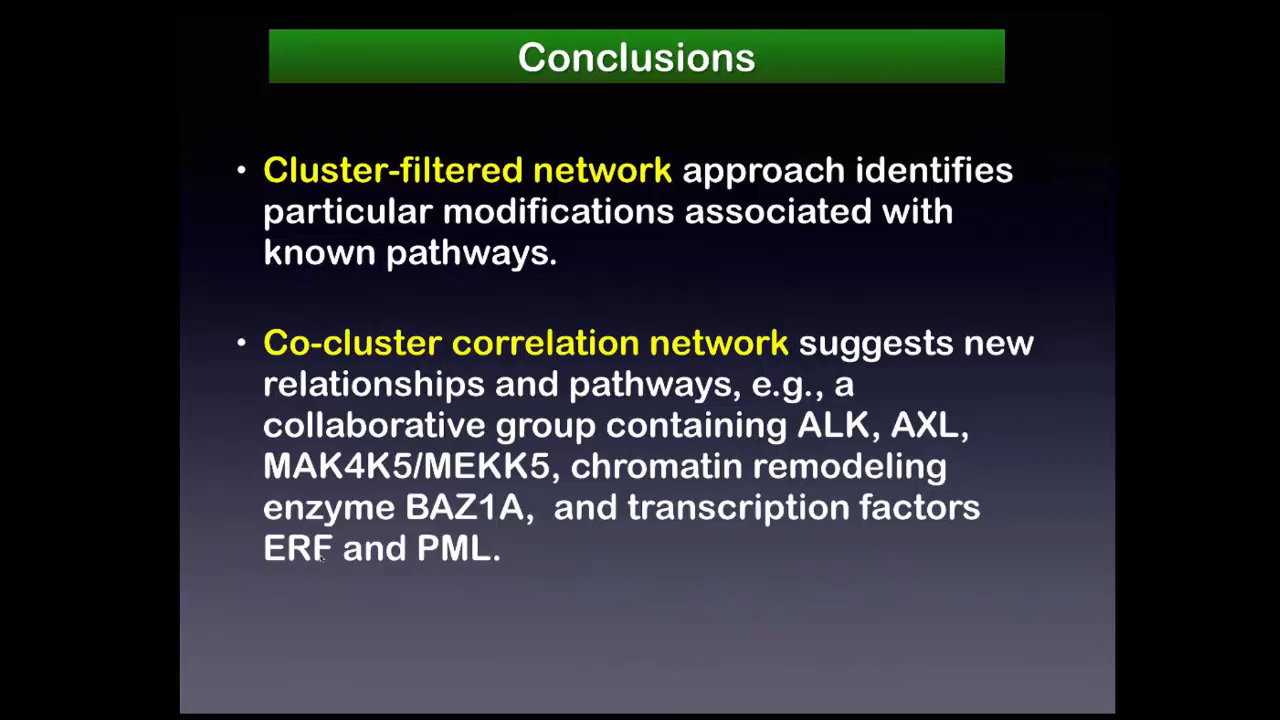 Conclusions
• Cluster-filtered network approach identifies
particular modifications associated with
known pathways.
• Co-cluster correlation network suggests new
relationships and pathways, e.g., a
collaborative group containing ALK, AXL,
MAK4K5/MEKK5, chromatin remodeling
enzyme BAZ1A,  and transcription factors
ERF and PML.